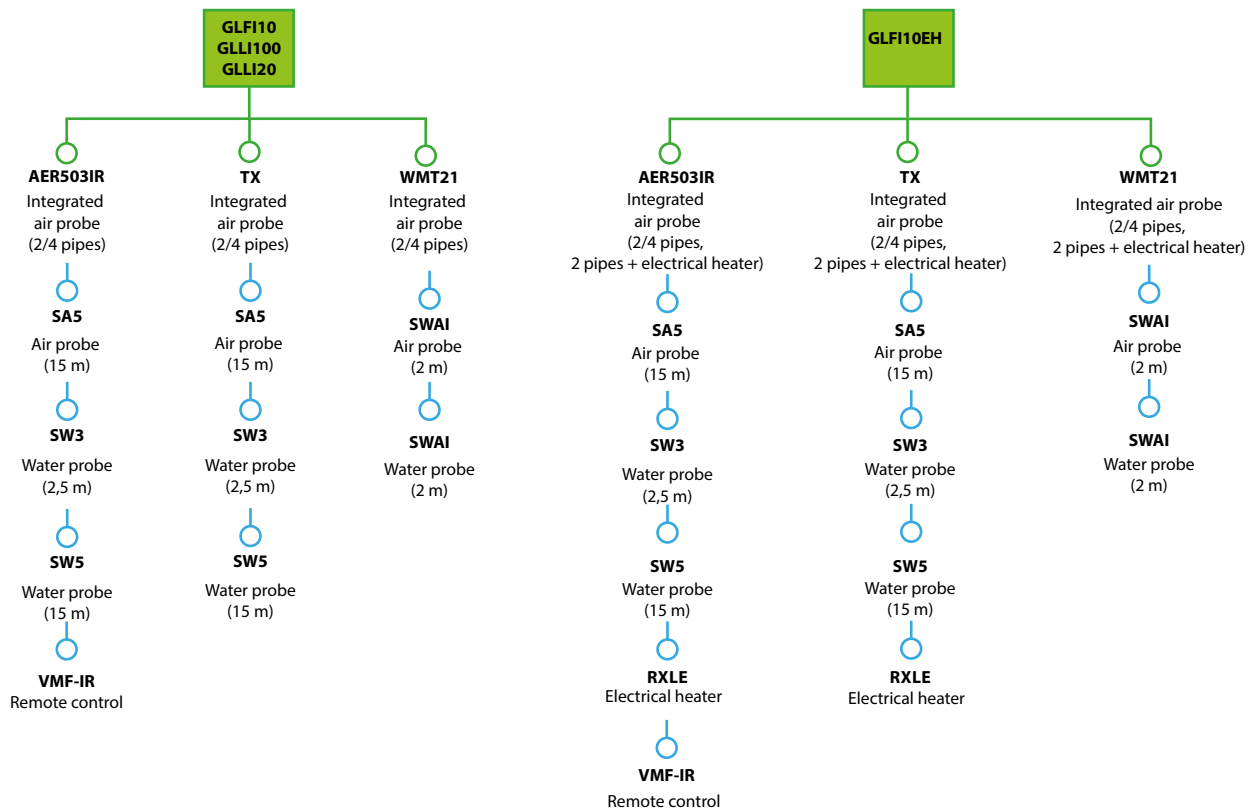 GLFI10
GLLI100
GLLI20
AER503IR
Integrated
air probe
(2/4 pipes)
SA5
Air probe
(15 m)
SW3
Water probe
(2,5 m)
SW5
Water probe
(15 m)
VMF-IR
Remote control
TX
Integrated
air probe
(2/4 pipes)
SA5
Air probe
(15 m)
SW3
Water probe
(2,5 m)
SW5
Water probe
(15 m)
WMT21
Integrated
air probe
(2/4 pipes)
SWAI
Air probe
(2 m)
SWAI
Water probe
(2 m)
GLFI10EH
AER503IR
Integrated
air probe
(2/4 pipes,
2 pipes + electrical heater)
SA5
Air probe
(15 m)
SW3
Water probe
(2,5 m)
SW5
Water probe
(15 m)
RXLE
Electrical heater
VMF-IR
Remote control
TX
Integrated
air probe
(2/4 pipes,
2 pipes + electrical heater)
SA5
Air probe
(15 m)
SW3
Water probe
(2,5 m)
SW5
Water probe
(15 m)
RXLE
Electrical heater
WMT21
Integrated air probe
(2/4 pipes,
2 pipes + electrical heater)
SWAI
Air probe
(2 m)
SWAI
Water probe
(2 m)